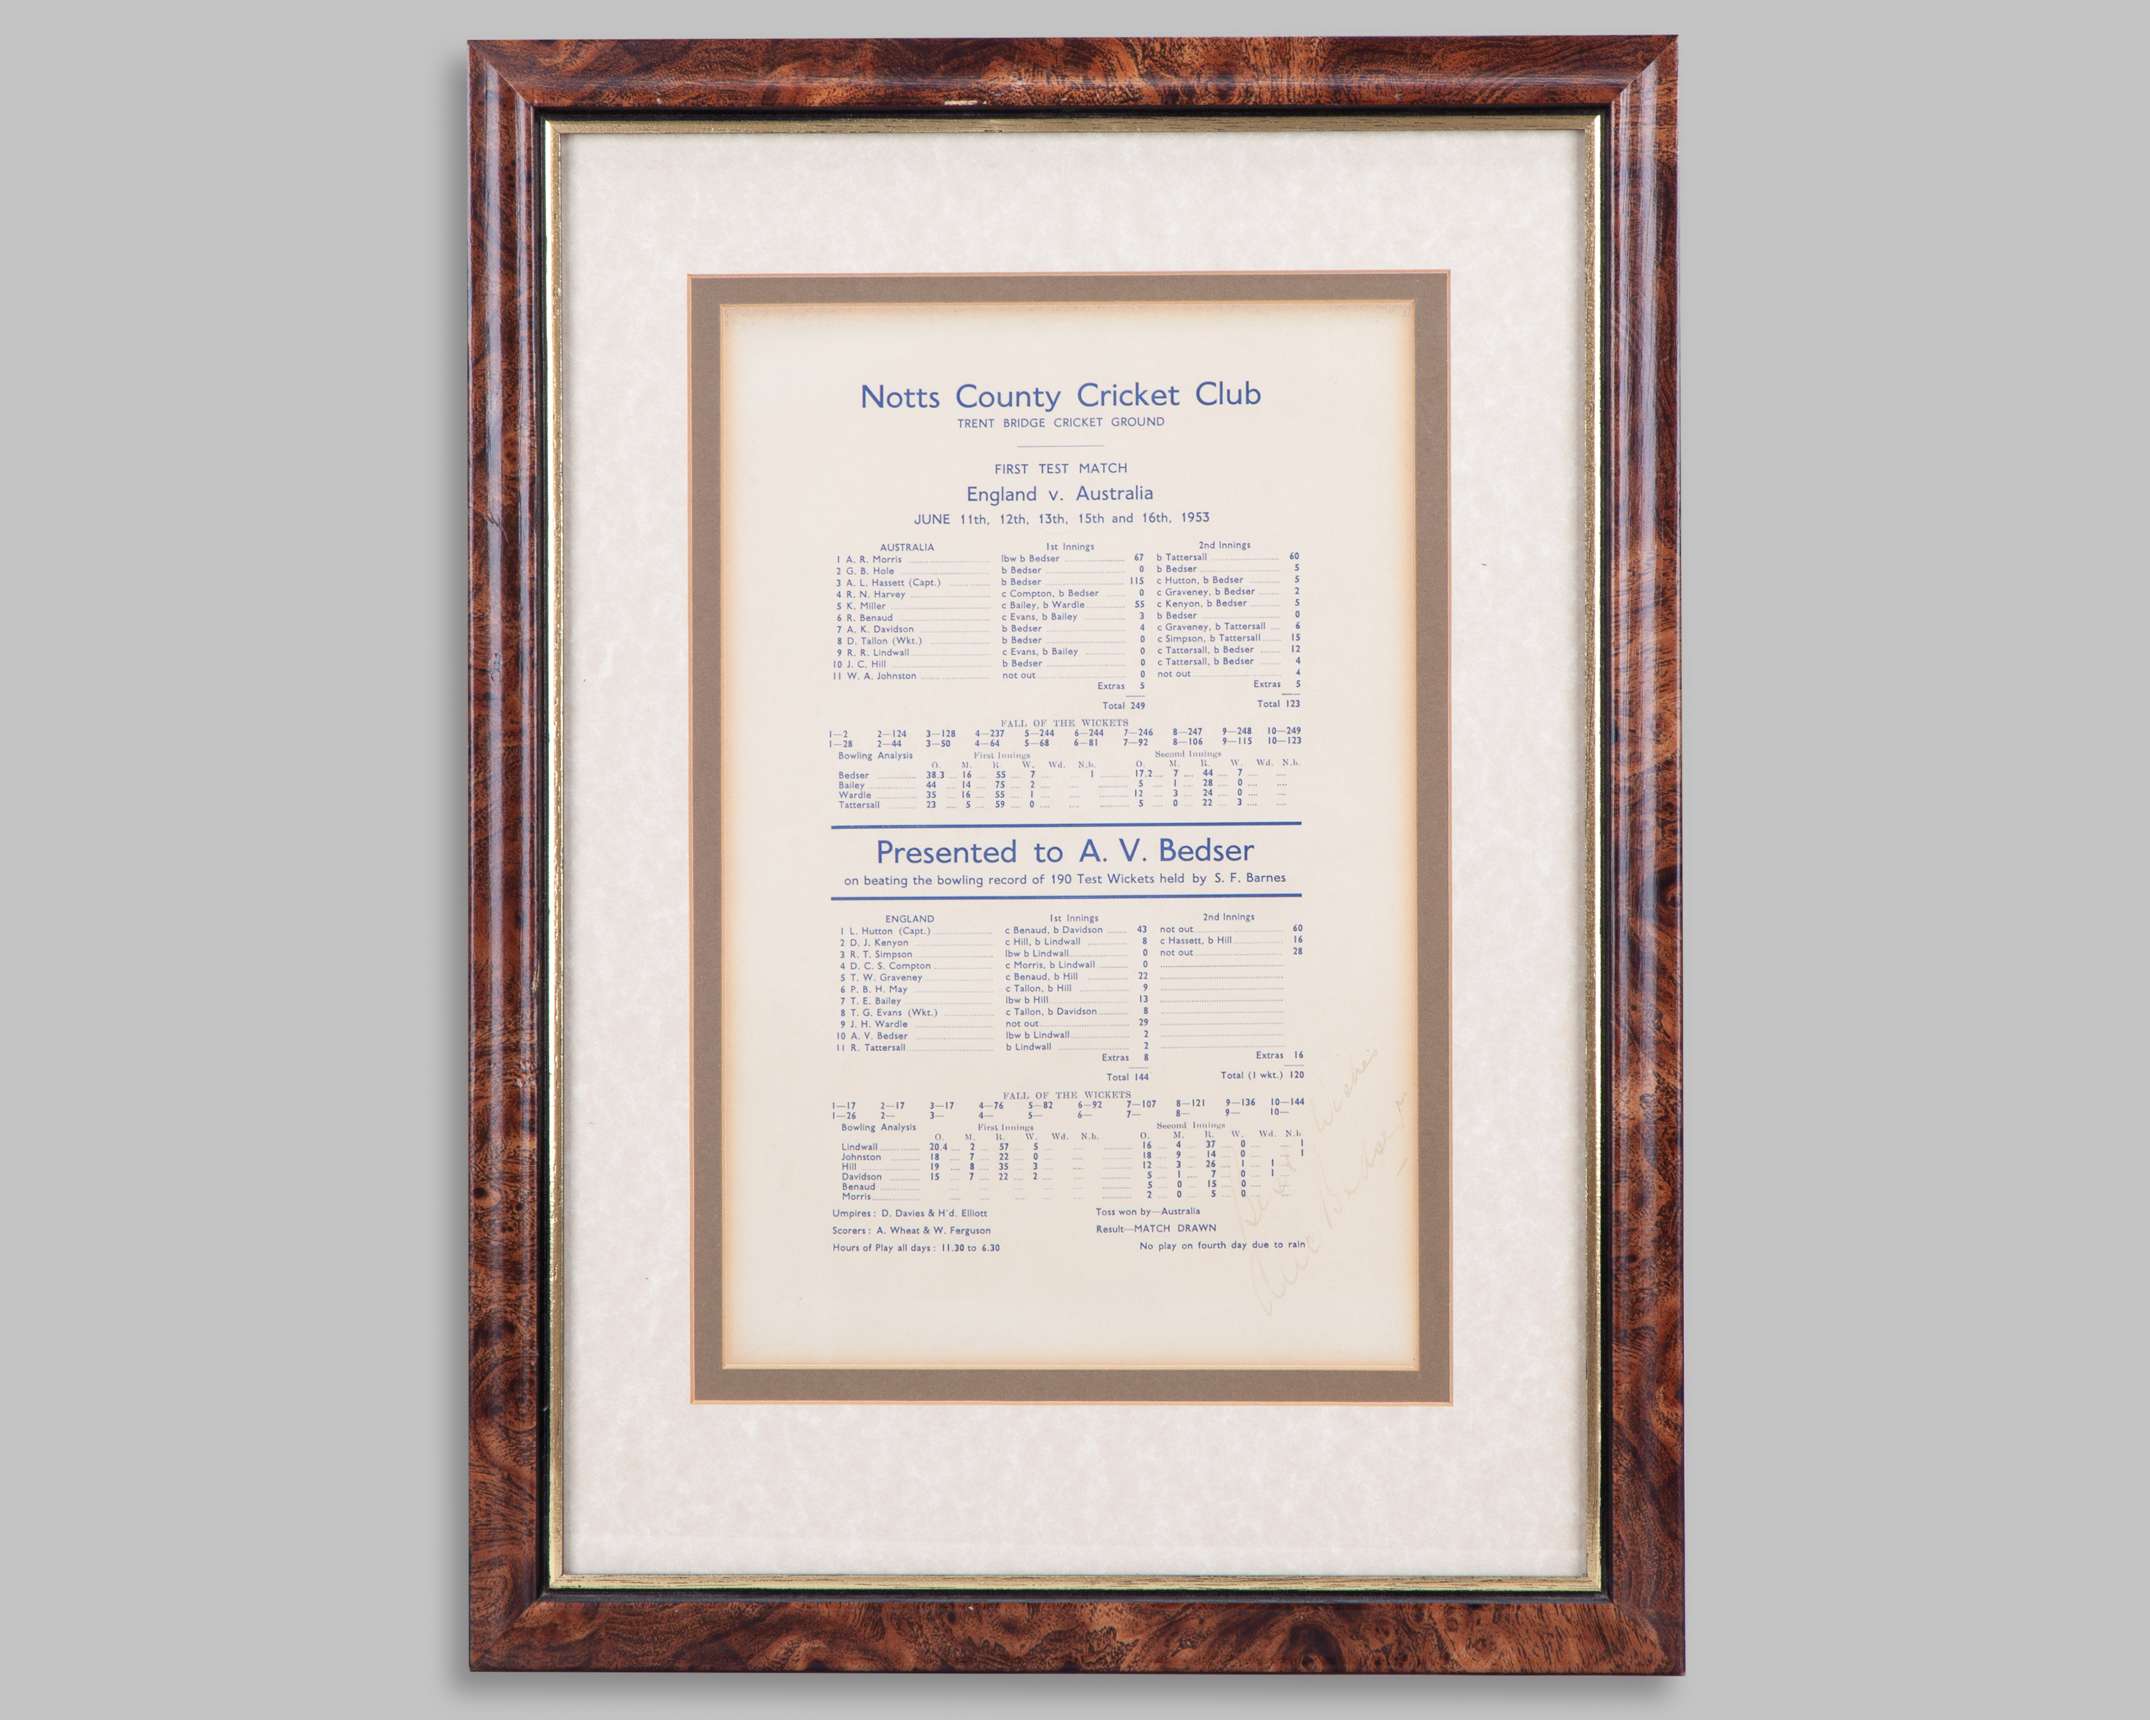 Notts County Cricket Club
TRENT BRIDGE CRICKET GROUND
FIRST TEST MATCH
England v. Australia
JUNE 11th, 12th, 13th, 15th and 16th, 1953
AUSTRALIA 1st Innings 2nd Innings
1 A. R. Morris lbw b Bedser 67 b Tattersall 60
2 G. B. Hole b Bedser 0 b Bedser 5
3 A. L. Hassett (Capt.) b Bedser 115 c Hutton, b Bedser 5
4 R. N. Harvey c Compton, b Bedser 0 c Graveney, b Bedser 2
5 K. Miller c Bailey, b Wardle 55 c Kenyon, b Bedser 5
6 R. Benaud c Evans, b Bailey 3 b Bedser 0
7 A. K. Davidson b Bedser 4 c Graveney, b Tattersall 6
8 D. Tallon (Wkt.) b Bedser 0 c Simpson, b Tattersall 15
9 R. R. Lindwall c Evans, b Bailey 0 c Tattersall, b Bedser 12
10 J. C. Hill b Bedser 0 c Tattersall, b Bedser 4
11 W. A. Johnston not out 0 not out 4
Extras 5 Extras 5
Total 249 Total 123
FALL OF THE WICKETS
1—2 2—124 3—128 4—237 5—244 6—244 7—246 8—247 9—248 10—249
1—28 2—44 3—50 4—64 5—68 6—81 7—92 8—106 9—115 10—123
Bowling Analysis First Innings Second Innings
O. M. R. W. Wd. N.b. O. M. R. W. Wd. N.b.
Bedser 38.3 16 55 7 1 17.2 7 44 7
Bailey 44 14 75 2 5 1 28 0
Wardle 35 16 55 1 12 3 24 0
Tattersall 23 5 59 0 5 0 22 3
Presented to A. V. Bedser
on beating the bowling record of 190 Test Wickets held by S. F. Barnes
ENGLAND 1st Innings 2nd Innings
1 L. Hutton (Capt.) c Benaud, b Davidson 43 not out 60
2 D. J. Kenyon c Hill, b Lindwall 8 c Hassett, b Hill 16
3 R. T. Simpson lbw b Lindwall 0 not out 28
4 D. C. S. Compton c Morris, b Lindwall 0
5 T. W. Graveney c Benaud, b Hill 22
6 P. B. H. May c Tallon, b Hill 9
7 T. E. Bailey lbw b Hill 13
8 T. G. Evans (Wkt.) c Tallon, b Davidson 8
9 J. H. Wardle not out 29
10 A. V. Bedser lbw b Lindwall 2
11 R. Tattersall b Lindwall 2
Extras 8 Extras 16
Total 144 Total (1 wkt.) 120
FALL OF THE WICKETS
1—17 2—17 3—17 4—76 5—82 6—92 7—107 8—121 9—136 10—144
1—26 2— 3— 4— 5— 6— 7— 8— 9— 10—
Bowling Analysis First Innings Second Innings
O. M. R. W. Wd. N.b. O. M. R. W. Wd. N.b
Lindwall 20.4 2 57 5 16 4 37 0 1
Johnston 18 7 22 0 18 9 14 0 1
Hill 19 8 35 3 12 3 26 1 1
Davidson 15 7 22 2 5 1 7 0 1
Benaud 5 0 15 0
Morris 2 0 5 0
Umpires : D. Davies & H'd. Elliott Toss won by—Australia
Scorers : A. Wheat & W. Ferguson Result—MATCH DRAWN
Hours of Play all days : 11.30 to 6.30 No play on fourth day due to rain
Best Wishes
Alec Bedser